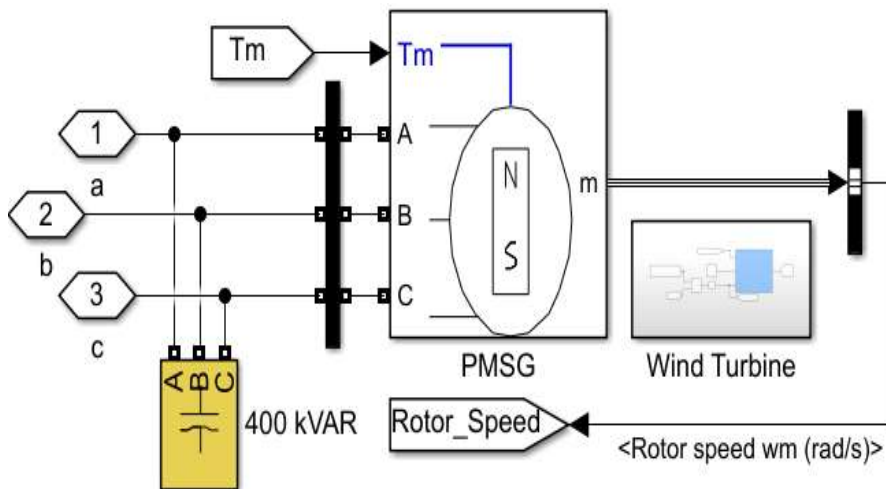 Tm
Tm
1
a
A
2
b
B
m
3
c
C
N
S
A B C
400 kVAR
PMSG
Wind Turbine
Rotor_Speed
<Rotor speed wm (rad/s)>